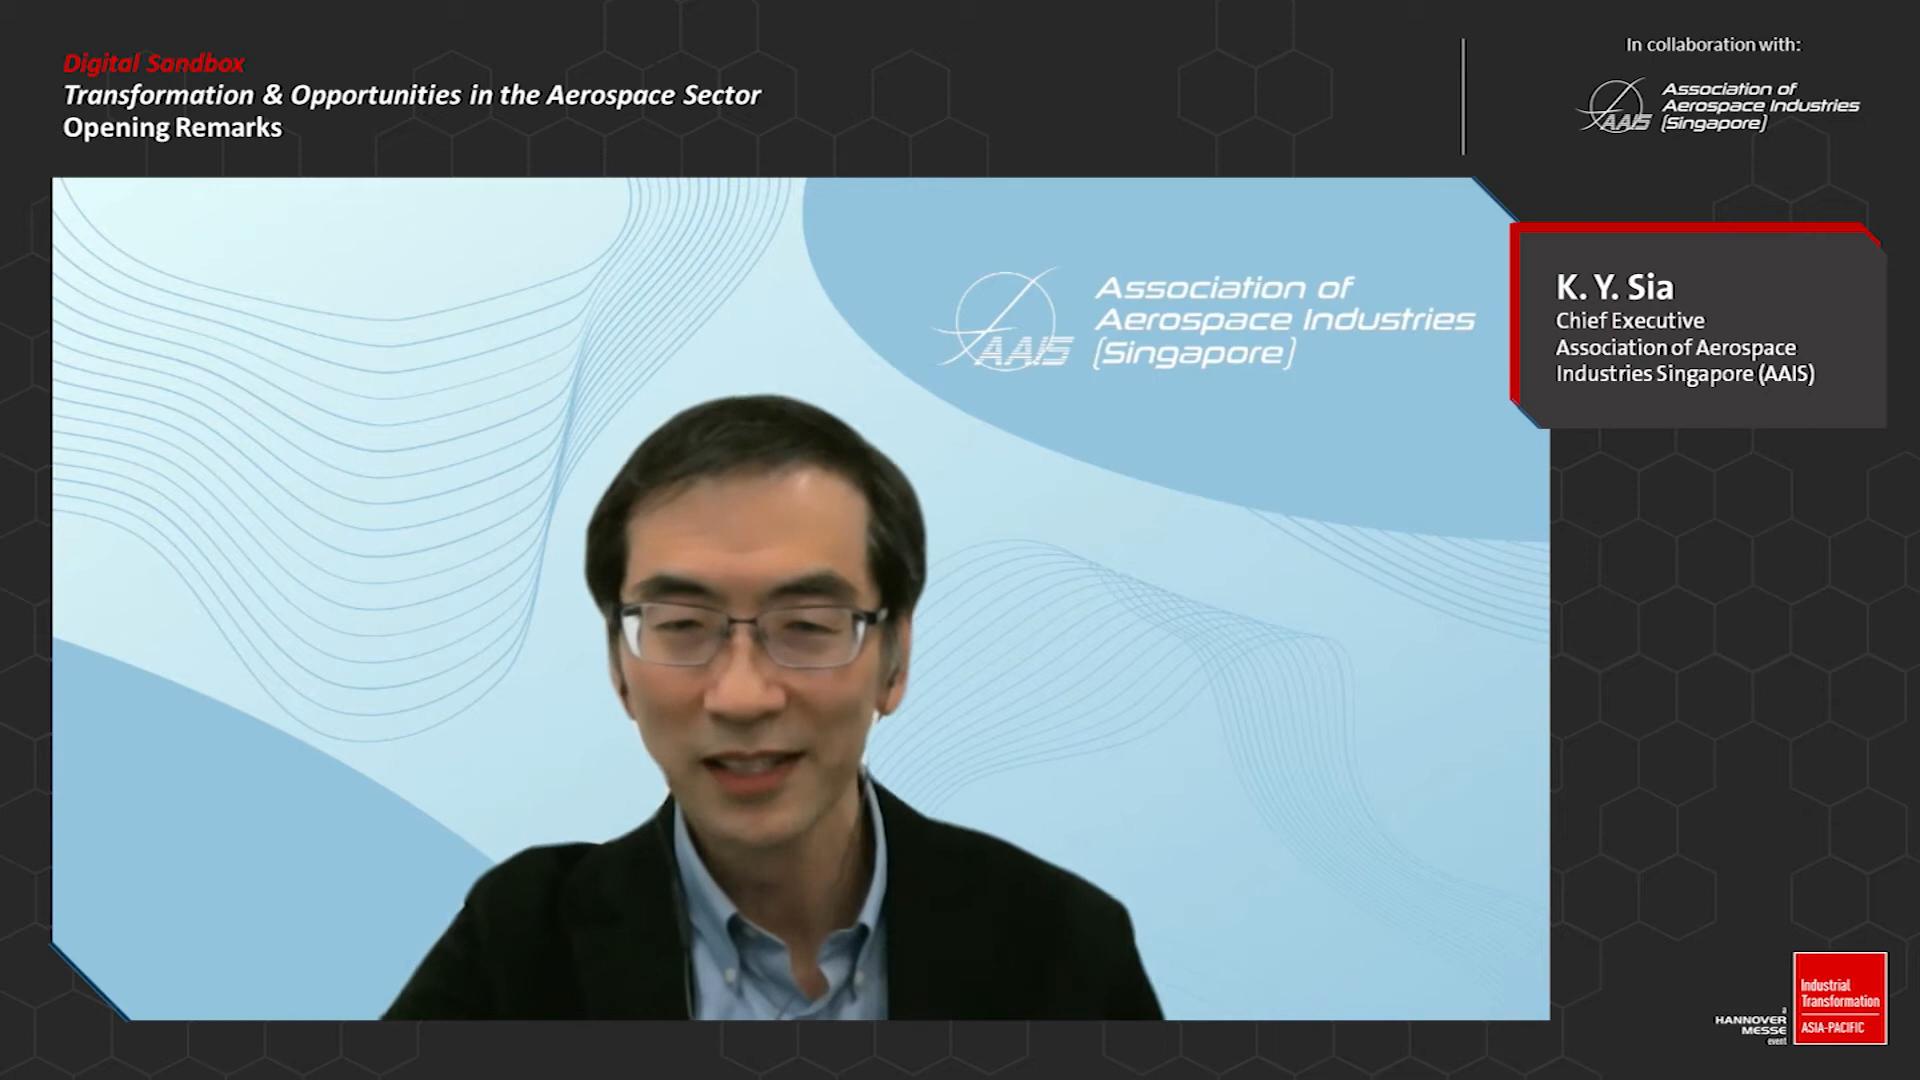 Digital Sandbox
Transformation & Opportunities in the Aerospace Sector
Opening Remarks
In collaboration with:
AAIS
Association of
Aerospace Industries
(Singapore)
AAIS
Association of
Aerospace Industries
(Singapore)
K. Y. Sia
Chief Executive
Association of Aerospace
Industries Singapore (AAIS)
a
HANNOVER
MESSE
event
Industrial
Transformation
ASIA-PACIFIC